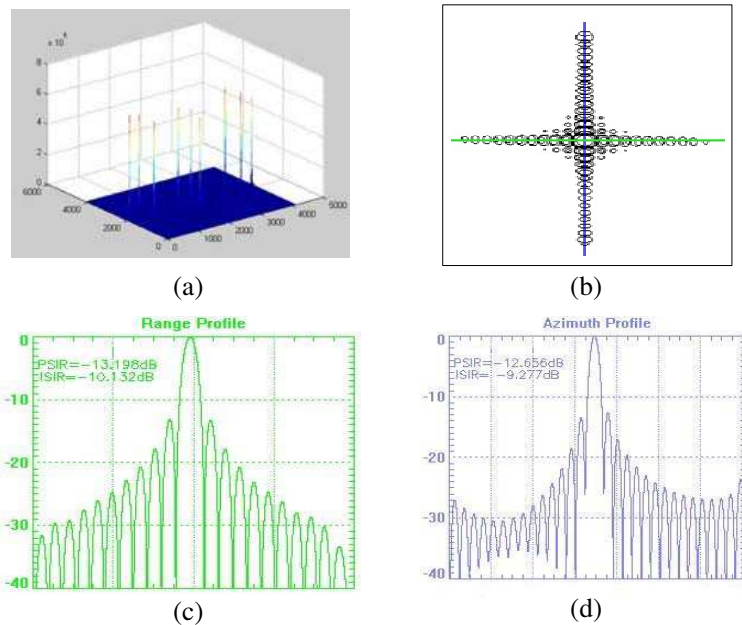 x 10
8
6
4
2
0
6000
4000
2000
0
0
1000
2000
3000
4000
5000
(a)
(b)
Range Profile
0
PSIR=-13.198dB
ISIR=-10.132dB
-10
-20
-30
-40
(c)
Azimuth Profile
0
PSIR=-12.656dB
ISIR= -9.277dB
-10
-20
-30
-40
(d)